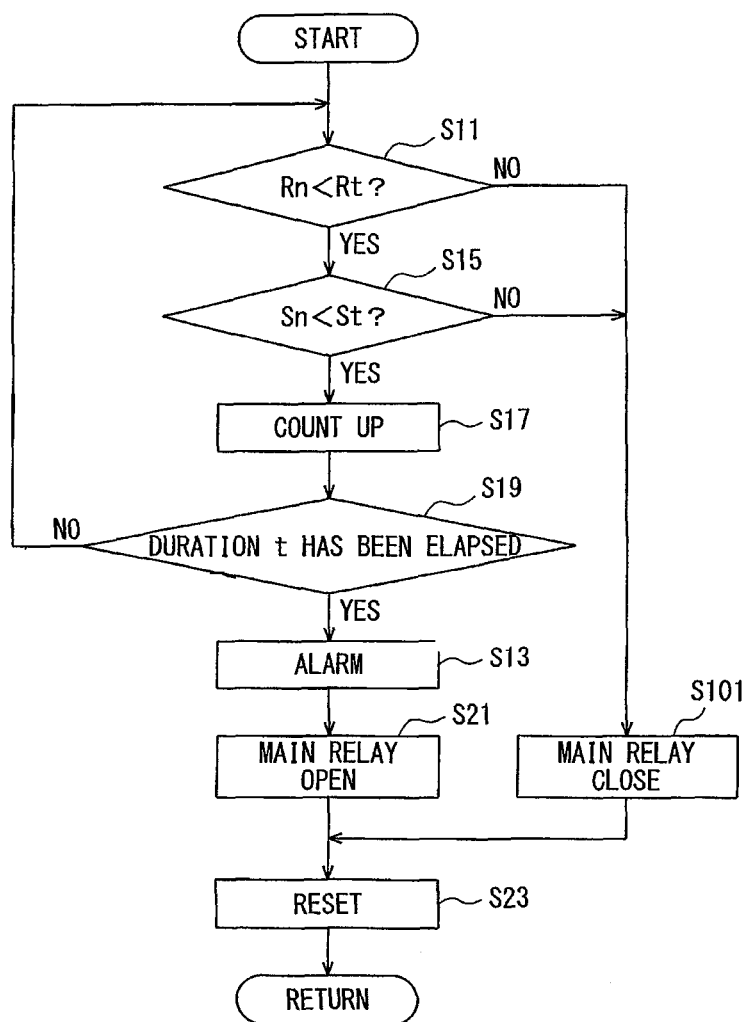 START
S11
Rn<Rt?
NO
YES
S15
Sn<St?
NO
YES
COUNT UP
S17
S19
NO
DURATION t HAS BEEN ELAPSED
YES
ALARM
S13
S21
MAIN RELAY
OPEN
S101
MAIN RELAY
CLOSE
RESET
S23
RETURN